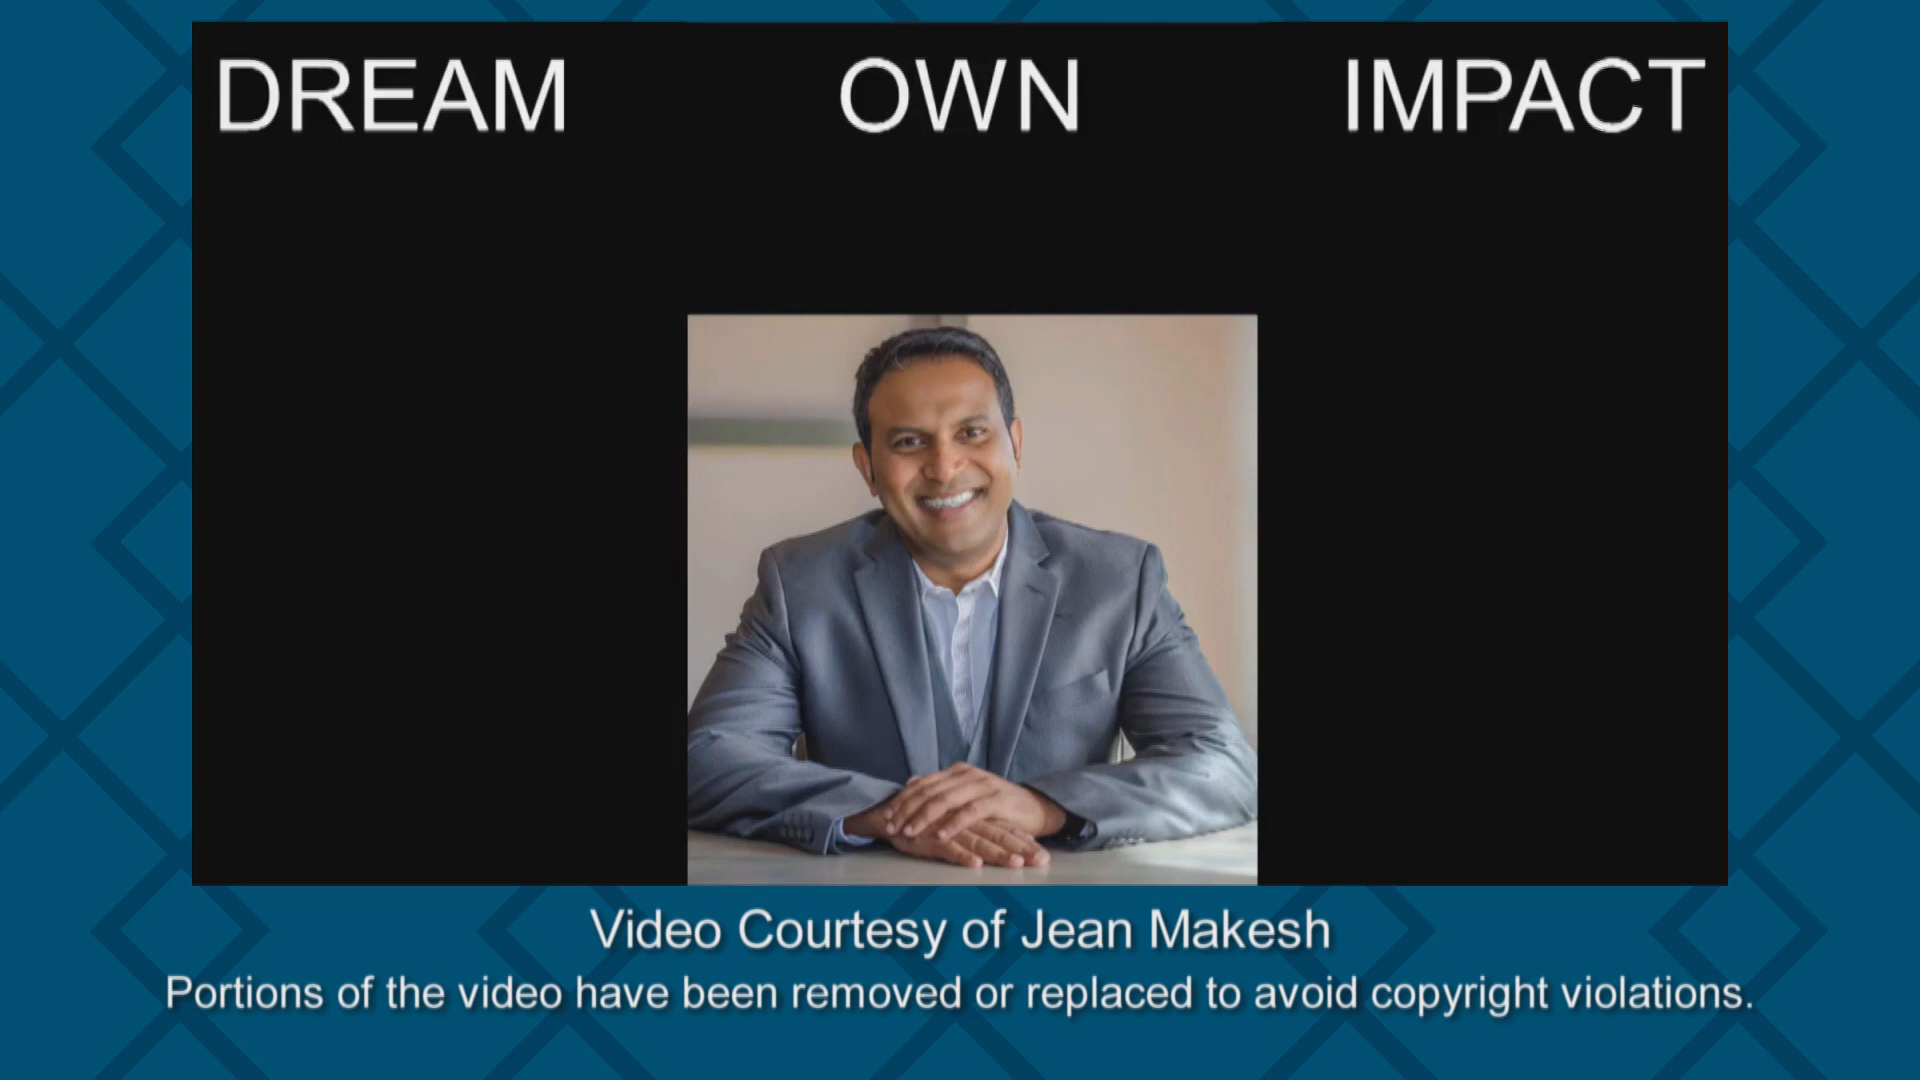 DREAM OWN IMPACT
Video Courtesy of Jean Makesh
Portions of the video have been removed or replaced to avoid copyright violations.